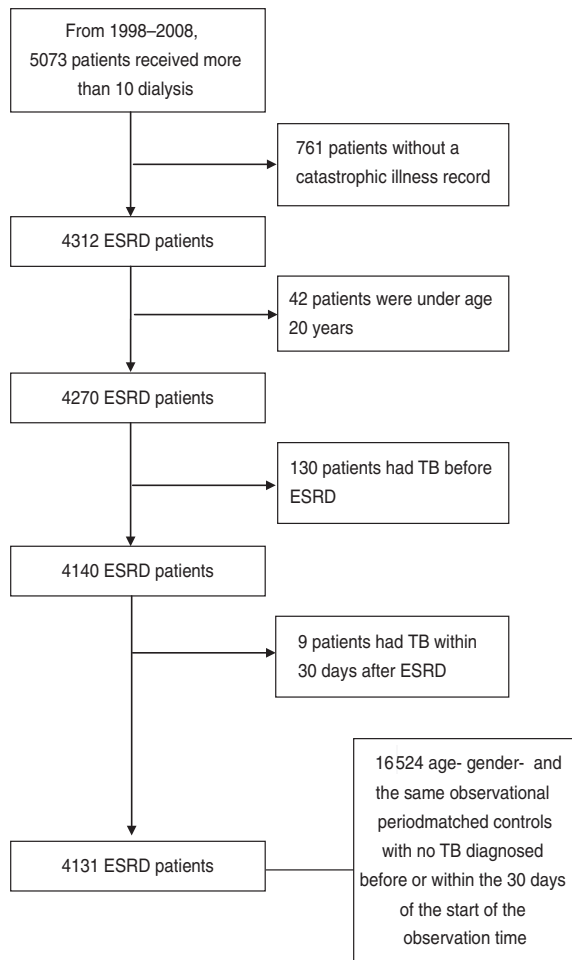 From 1998–2008,
5073 patients received more
than 10 dialysis
761 patients without a
catastrophic illness record
4312 ESRD patients
42 patients were under age
20 years
4270 ESRD patients
130 patients had TB before
ESRD
4140 ESRD patients
9 patients had TB within
30 days after ESRD
16524 age- gender- and
the same observational
periodmatched controls
with no TB diagnosed
before or within the 30 days
of the start of the
observation time
4131 ESRD patients